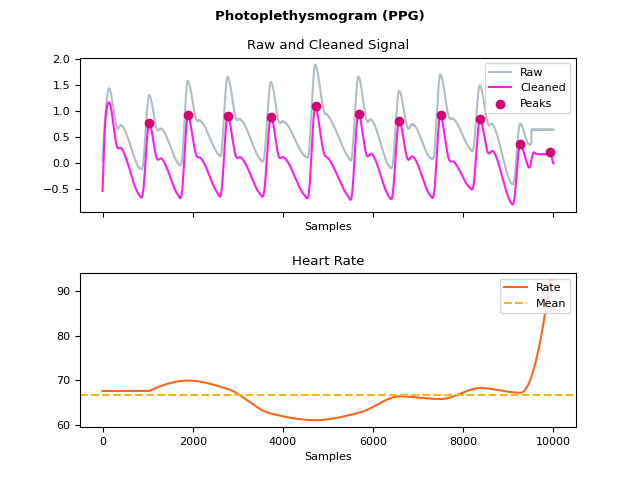 Photoplethysmogram (PPG)
Raw and Cleaned Signal
2.0
1.5
1.0
0.5
0.0
−0.5
Raw
Cleaned
Peaks
Samples
Heart Rate
90
80
70
60
Rate
Mean
0 2000 4000 6000 8000 10000
Samples